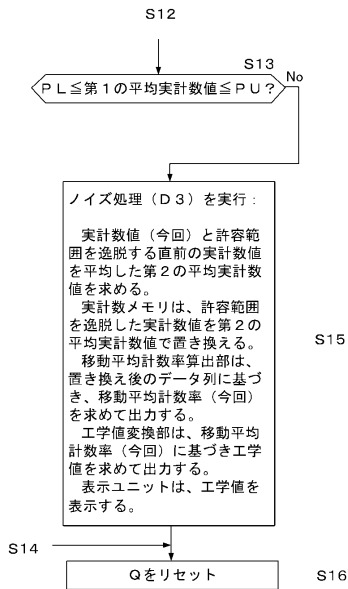 S12
S13
PL≦第1の平均実計数値≦PU?
No
ノイズ処理(D3)を実行:
実計数値(今回)と許容範
囲を逸脱する直前の実計数値
を平均した第2の平均実計数
値を求める。
実計数メモリは、許容範囲
を逸脱した実計数値を第2の
平均実計数値で置き換える。
移動平均計数率算出部は、
置き換え後のデータ列に基づ
き、移動平均計数率(今回)
を求めて出力する。
工学値変換部は、移動平均
計数率(今回)に基づき工学
値を求めて出力する。
表示ユニットは、工学値を
表示する。
S15
S14
Qをリセット
S16